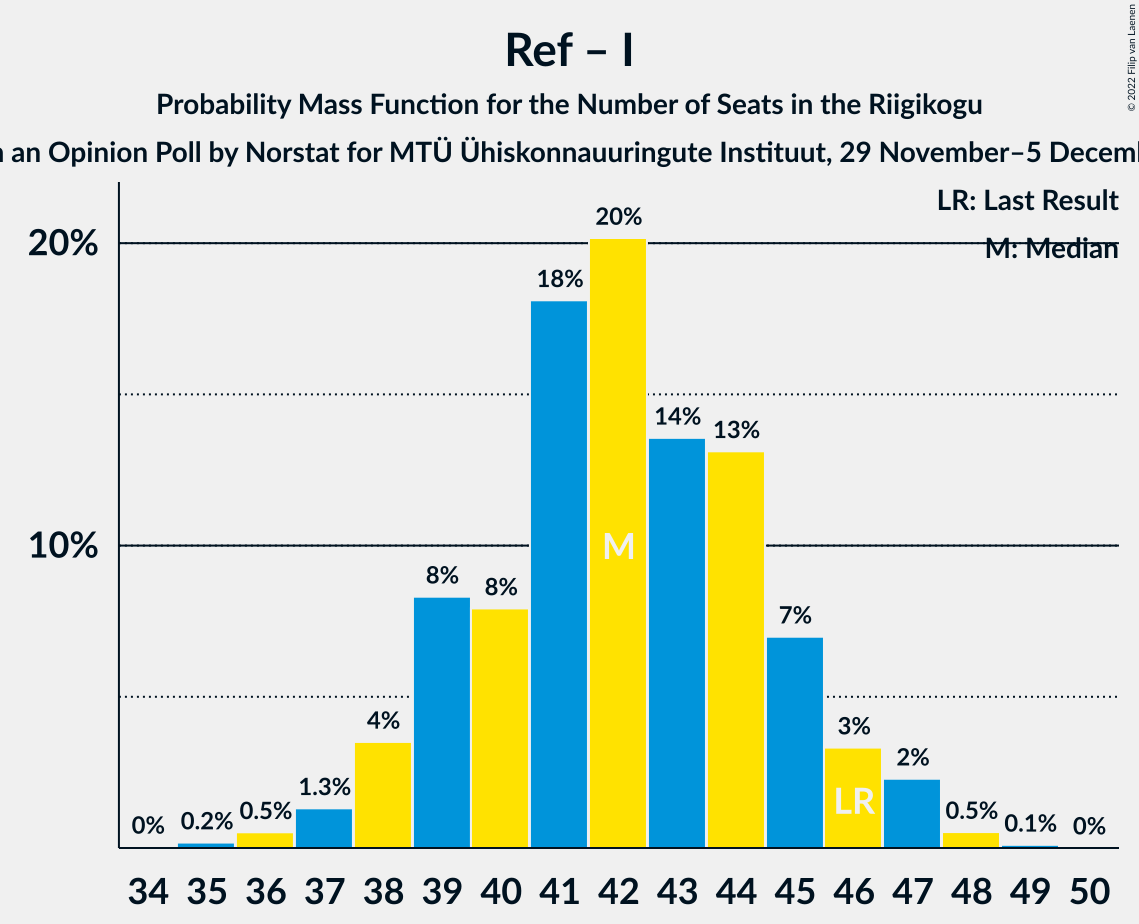 Ref – I
Probability Mass Function for the Number of Seats in the Riigikogu
an Opinion Poll by Norstat for MTÜ Ühiskonnauuringute Instituut, 29 November–5
© 2022 Filip van Laenen
LR: Last Result
M: Median
20%
10%
0% 0.2% 0.5% 1.3% 4% 8% 8% 18% 20% 14% 13% 7% 3% 2% 0.5% 0.1% 0%
M
LR
34 35 36 37 38 39 40 41 42 43 44 45 46 47 48 49 50